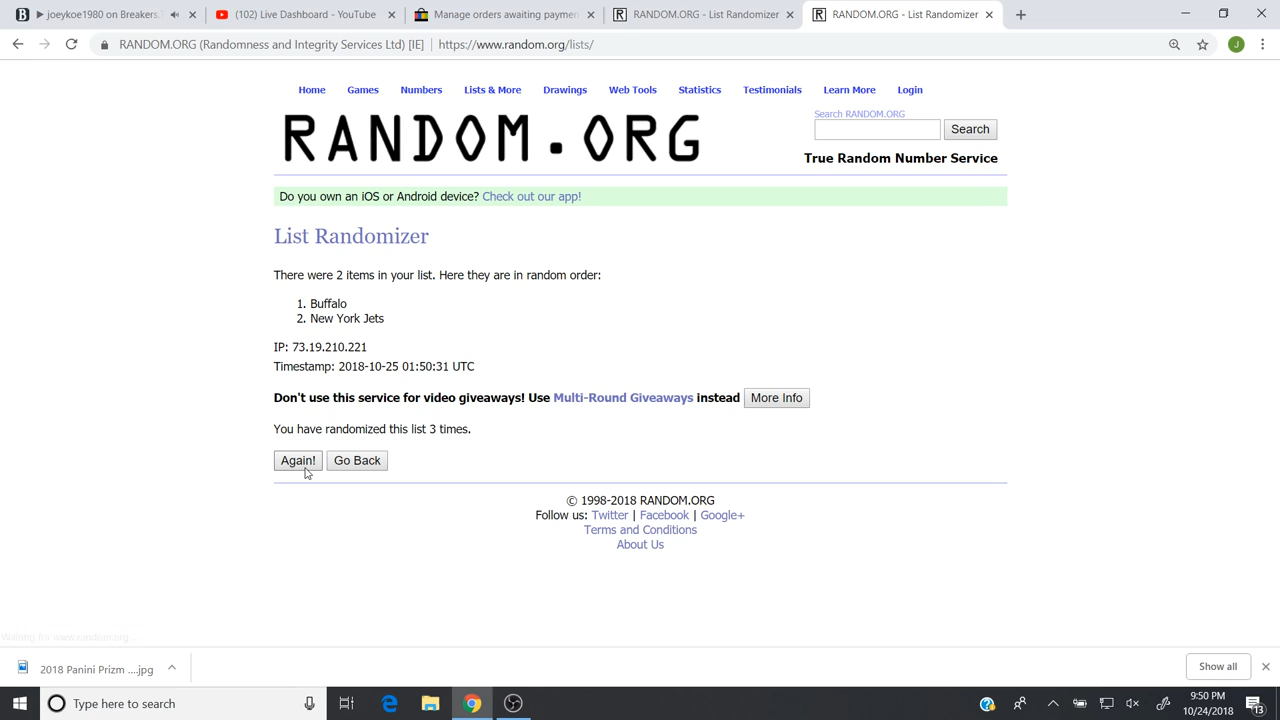 joeykoe1980 on Breakers
(102) Live Dashboard - YouTube
Manage orders awaiting paymen
RANDOM.ORG - List Randomizer
RANDOM.ORG - List Randomizer
RANDOM.ORG (Randomness and Integrity Services Ltd) [IE] | https://www.random.org/lists/
Home Games Numbers Lists & More Drawings Web Tools Statistics Testimonials Learn More Login
RANDOM.ORG
Search RANDOM.ORG
Search
True Random Number Service
Do you own an iOS or Android device? Check out our app!
List Randomizer
There were 2 items in your list. Here they are in random order:
1. Buffalo
2. New York Jets
IP: 73.19.210.221
Timestamp: 2018-10-25 01:50:31 UTC
Don't use this service for video giveaways! Use Multi-Round Giveaways instead More Info
You have randomized this list 3 times.
Again! Go Back
© 1998-2018 RANDOM.ORG
Follow us: Twitter | Facebook | Google+
Terms and Conditions
About Us
Waiting for www.random.org...
2018 Panini Prizm ....jpg
Show all
Type here to search
9:50 PM
10/24/2018
13